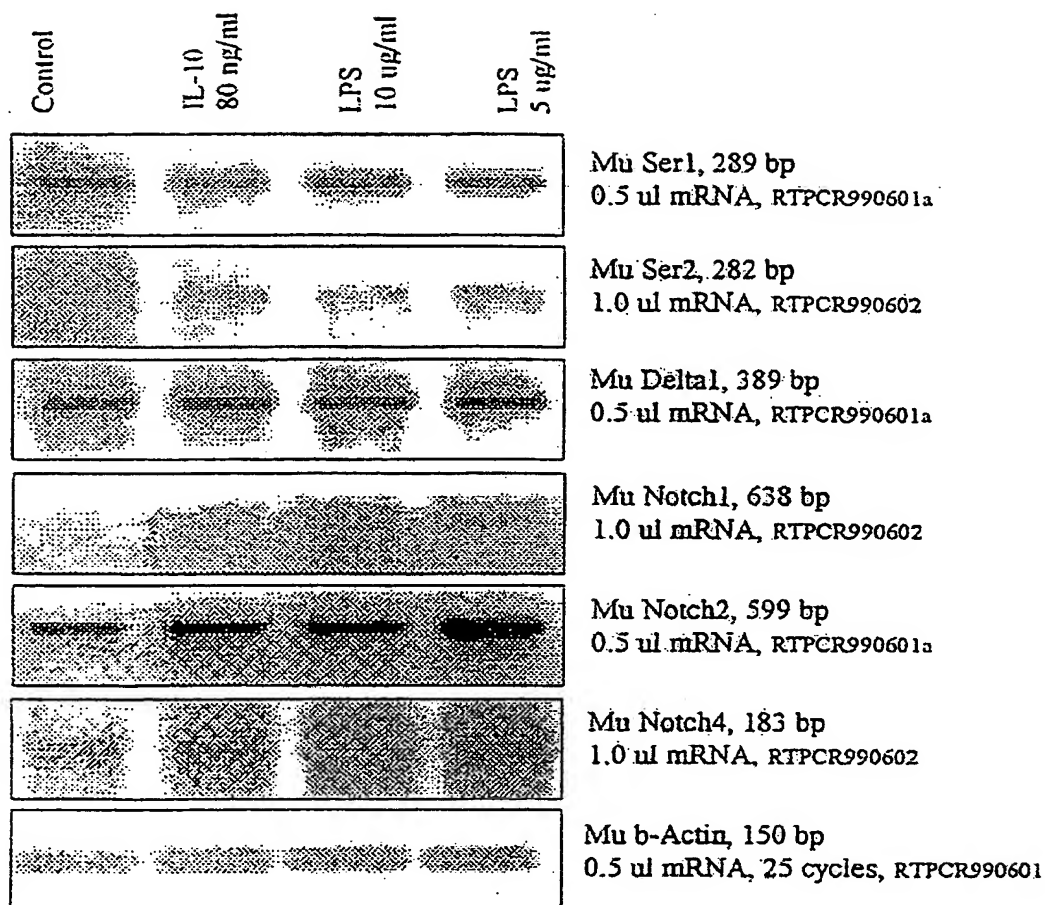 Control
IL-10
80 ng/ml
LPS
10 ug/ml
LPS
5 ug/ml
Mu Ser1, 289 bp
0.5 ul mRNA, RTPCR990601a
Mu Ser2, 282 bp
1.0 ul mRNA, RTPCR990602
Mu Delta1, 389 bp
0.5 ul mRNA, RTPCR990601a
Mu Notch1, 638 bp
1.0 ul mRNA, RTPCR990602
Mu Notch2, 599 bp
0.5 ul mRNA, RTPCR990601a
Mu Notch4, 183 bp
1.0 ul mRNA, RTPCR990602
Mu b-Actin, 150 bp
0.5 ul mRNA, 25 cycles, RTPCR990601